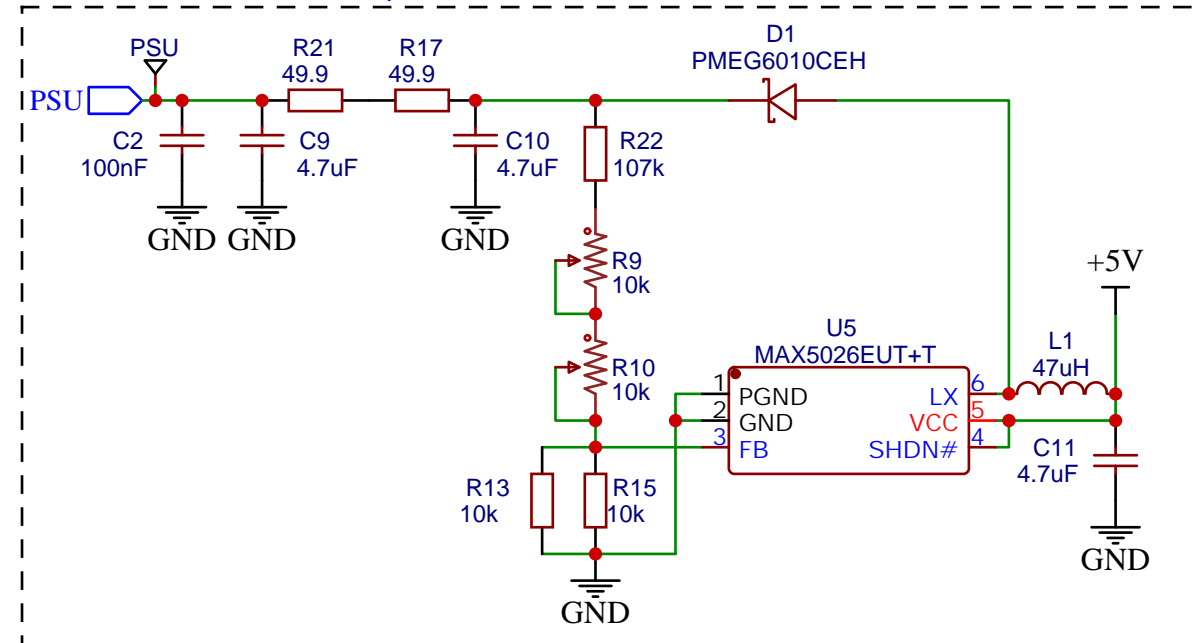 PSU
PSU
R21
49.9
R17
49.9
D1
PMEG6010CEH
C2
100nF
C9
4.7uF
C10
4.7uF
R22
107k
GND
GND
GND
R9
10k
+5V
R10
10k
U5
MAX5026EUT+T
L1
47uH
1
PGND
2
GND
3
FB
LX
6
VCC
5
SHDN#
4
C11
4.7uF
R13
10k
R15
10k
GND
GND